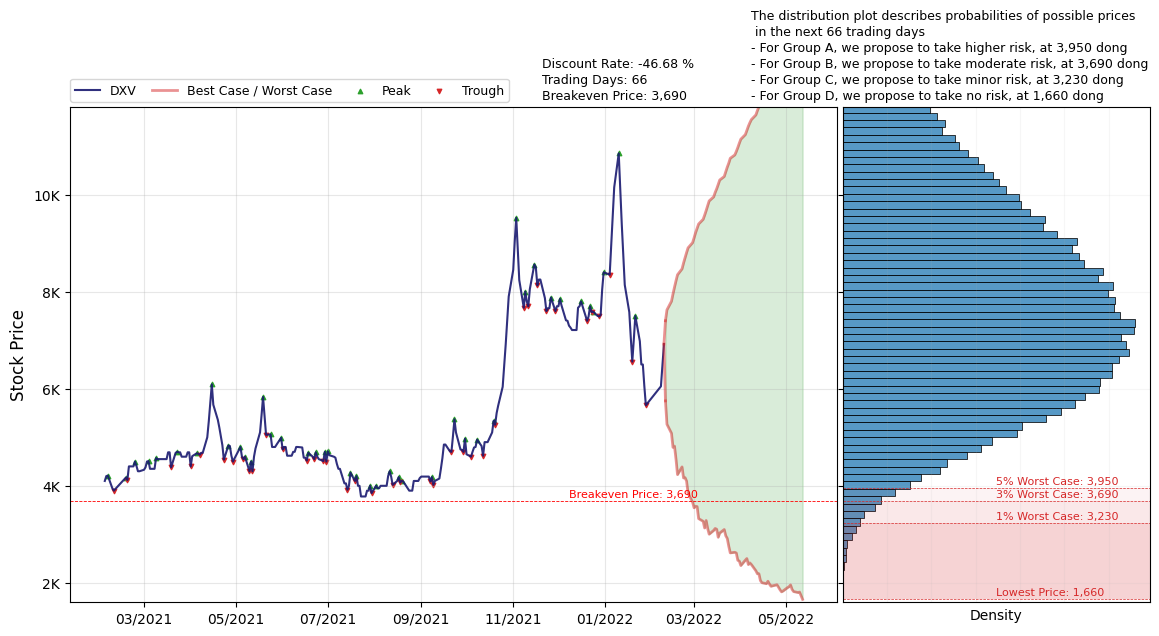 The distribution plot describes probabilities of possible prices
in the next 66 trading days
- For Group A, we propose to take higher risk, at 3,950 dong
- For Group B, we propose to take moderate risk, at 3,690 dong
- For Group C, we propose to take minor risk, at 3,230 dong
- For Group D, we propose to take no risk, at 1,660 dong
Discount Rate: -46.68 %
Trading Days: 66
Breakeven Price: 3,690
DXV
Best Case / Worst Case
Peak
Trough
Stock Price
10K
8K
6K
4K
2K
Breakeven Price: 3,690
5% Worst Case: 3,950
3% Worst Case: 3,690
1% Worst Case: 3,230
Lowest Price: 1,660
03/2021
05/2021
07/2021
09/2021
11/2021
01/2022
03/2022
05/2022
Density